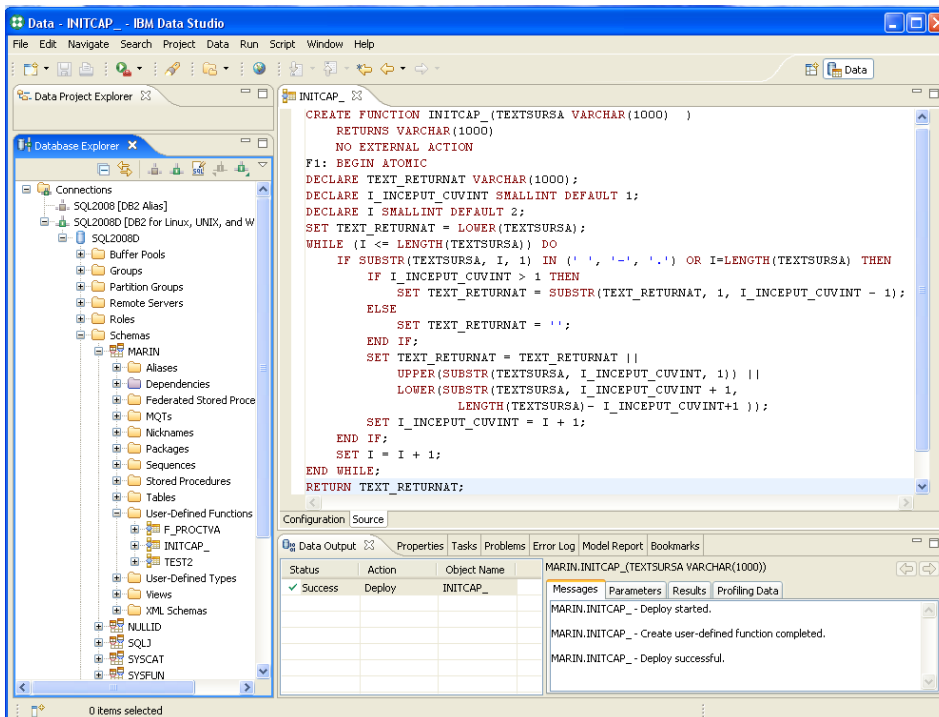 Data - INITCAP_ - IBM Data Studio
File Edit Navigate Search Project Data Run Script Window Help
Data
Data Project Explorer
Database Explorer
Connections
SQL2008 [DB2 Alias]
SQL2008D [DB2 for Linux, UNIX, and W
SQL2008D
Buffer Pools
Groups
Partition Groups
Remote Servers
Roles
Schemas
MARIN
Aliases
Dependencies
Federated Stored Proce
MQTs
Nicknames
Packages
Sequences
Stored Procedures
Tables
User-Defined Functions
F_PROCTVA
INITCAP_
TEST2
User-Defined Types
Views
XML Schemas
NULLID
SQLJ
SYSCAT
SYSFUN
INITCAP_
CREATE FUNCTION INITCAP_(TEXTSURSA VARCHAR(1000)  )
    RETURNS VARCHAR(1000)
    NO EXTERNAL ACTION
F1: BEGIN ATOMIC
DECLARE TEXT_RETURNAT VARCHAR(1000);
DECLARE I_INCEPUT_CUVINT SMALLINT DEFAULT 1;
DECLARE I SMALLINT DEFAULT 2;
SET TEXT_RETURNAT = LOWER(TEXTSURSA);
WHILE (I <= LENGTH(TEXTSURSA)) DO
    IF SUBSTR(TEXTSURSA, I, 1) IN (' ', '-', '.') OR I=LENGTH(TEXTSURSA) THEN
        IF I_INCEPUT_CUVINT > 1 THEN
            SET TEXT_RETURNAT = SUBSTR(TEXT_RETURNAT, 1, I_INCEPUT_CUVINT - 1);
        ELSE
            SET TEXT_RETURNAT = '';
        END IF;
        SET TEXT_RETURNAT = TEXT_RETURNAT ||
            UPPER(SUBSTR(TEXTSURSA, I_INCEPUT_CUVINT, 1)) ||
            LOWER(SUBSTR(TEXTSURSA, I_INCEPUT_CUVINT + 1,
                    LENGTH(TEXTSURSA)- I_INCEPUT_CUVINT+1 ));
        SET I_INCEPUT_CUVINT = I + 1;
    END IF;
    SET I = I + 1;
END WHILE;
RETURN TEXT_RETURNAT;
Configuration Source
Data Output Properties Tasks Problems Error Log Model Report Bookmarks
Status Action Object Name
Success Deploy INITCAP_
MARIN.INITCAP_(TEXTSURSA VARCHAR(1000))
Messages Parameters Results Profiling Data
MARIN.INITCAP_ - Deploy started.
MARIN.INITCAP_ - Create user-defined function completed.
MARIN.INITCAP_ - Deploy successful.
0 items selected